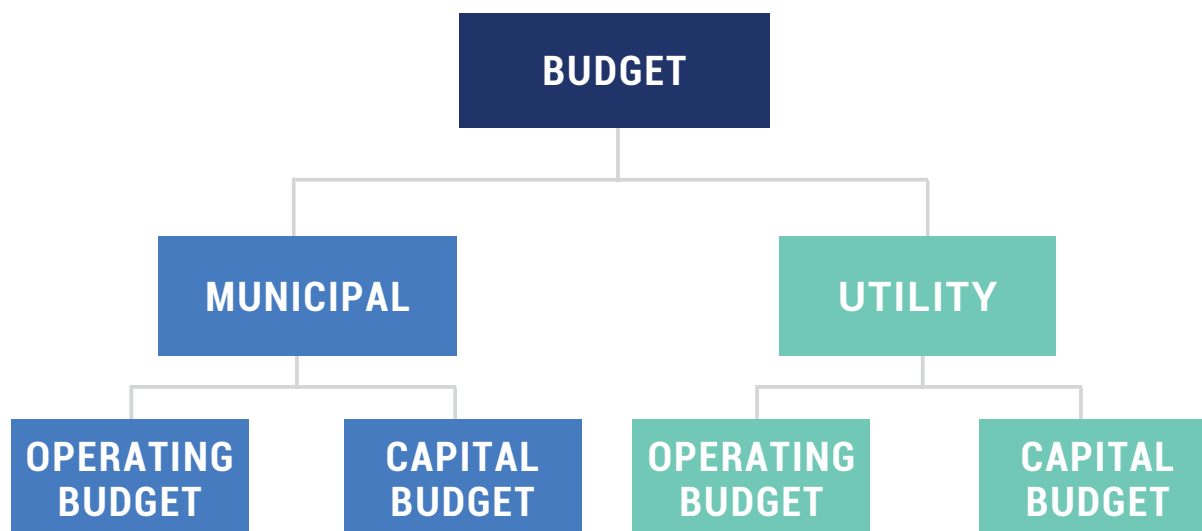 BUDGET
MUNICIPAL
UTILITY
OPERATING
BUDGET
CAPITAL
BUDGET
OPERATING
BUDGET
CAPITAL
BUDGET